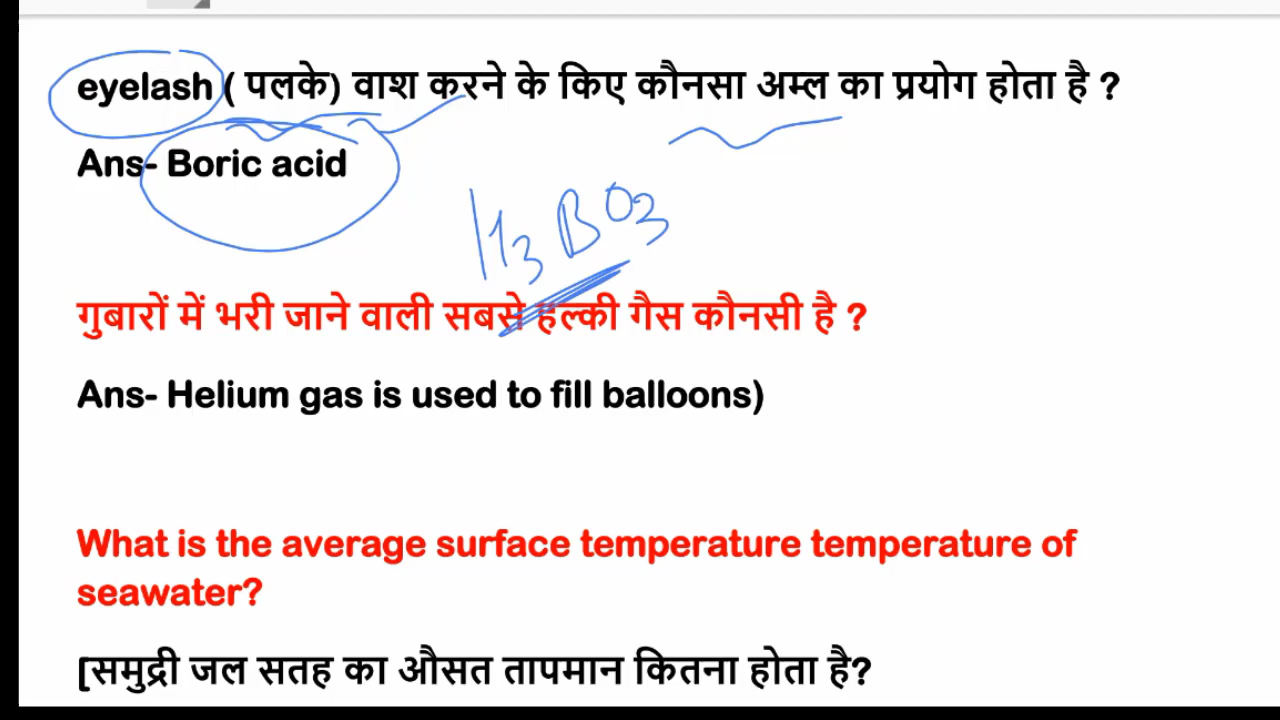 eyelash ( पलके) वाश करने के किए कौनसा अम्ल का प्रयोग होता है ?
Ans- Boric acid
H3BO3
गुबारों में भरी जाने वाली सबसे हल्की गैस कौनसी है ?
Ans- Helium gas is used to fill balloons)
What is the average surface temperature temperature of
seawater?
[समुद्री जल सतह का औसत तापमान कितना होता है?